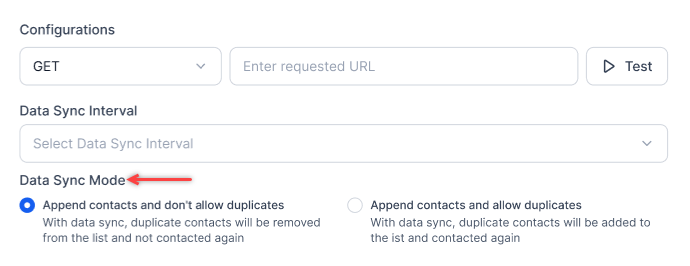 Configurations
GET Enter requested URL Test
Data Sync Interval
Select Data Sync Interval
Data Sync Mode
Append contacts and don't allow duplicates
With data sync, duplicate contacts will be removed
from the list and not contacted again
Append contacts and allow duplicates
With data sync, duplicate contacts will be added to
the ist and contacted again